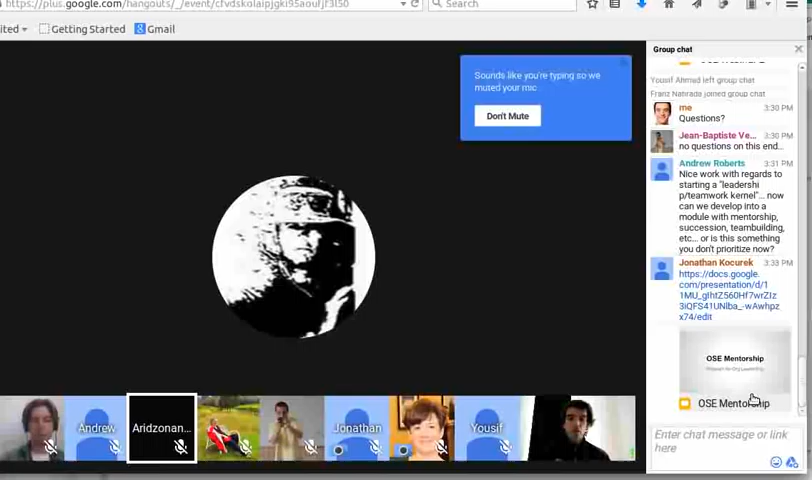 https://plus.google.com/hangouts/_/event/
Search
Getting Started
Gmail
Group chat
Yousif Ahmed left group chat
Franz Nahrada joined group chat
Sounds like you're typing so we
muted your mic
Don't Mute
me
3:30 PM
Questions?
Jean-Baptiste Ve...
3:30 PM
no questions on this end...
Andrew Roberts
3:31 PM
Nice work with regards to
starting a "leadershi
p/teamwork kernel"... now
can we develop into a
module with mentorship,
succession, teambuilding,
etc... or is this something
you don't prioritize now?
Jonathan Kocurek
3:33 PM
https://docs.google.
com/presentation/d/1
x74/edit
OSE Mentorship
OSE Mentorship
Andrew
Aridzonan...
Jonathan
Yousif
Enter chat message or link
here